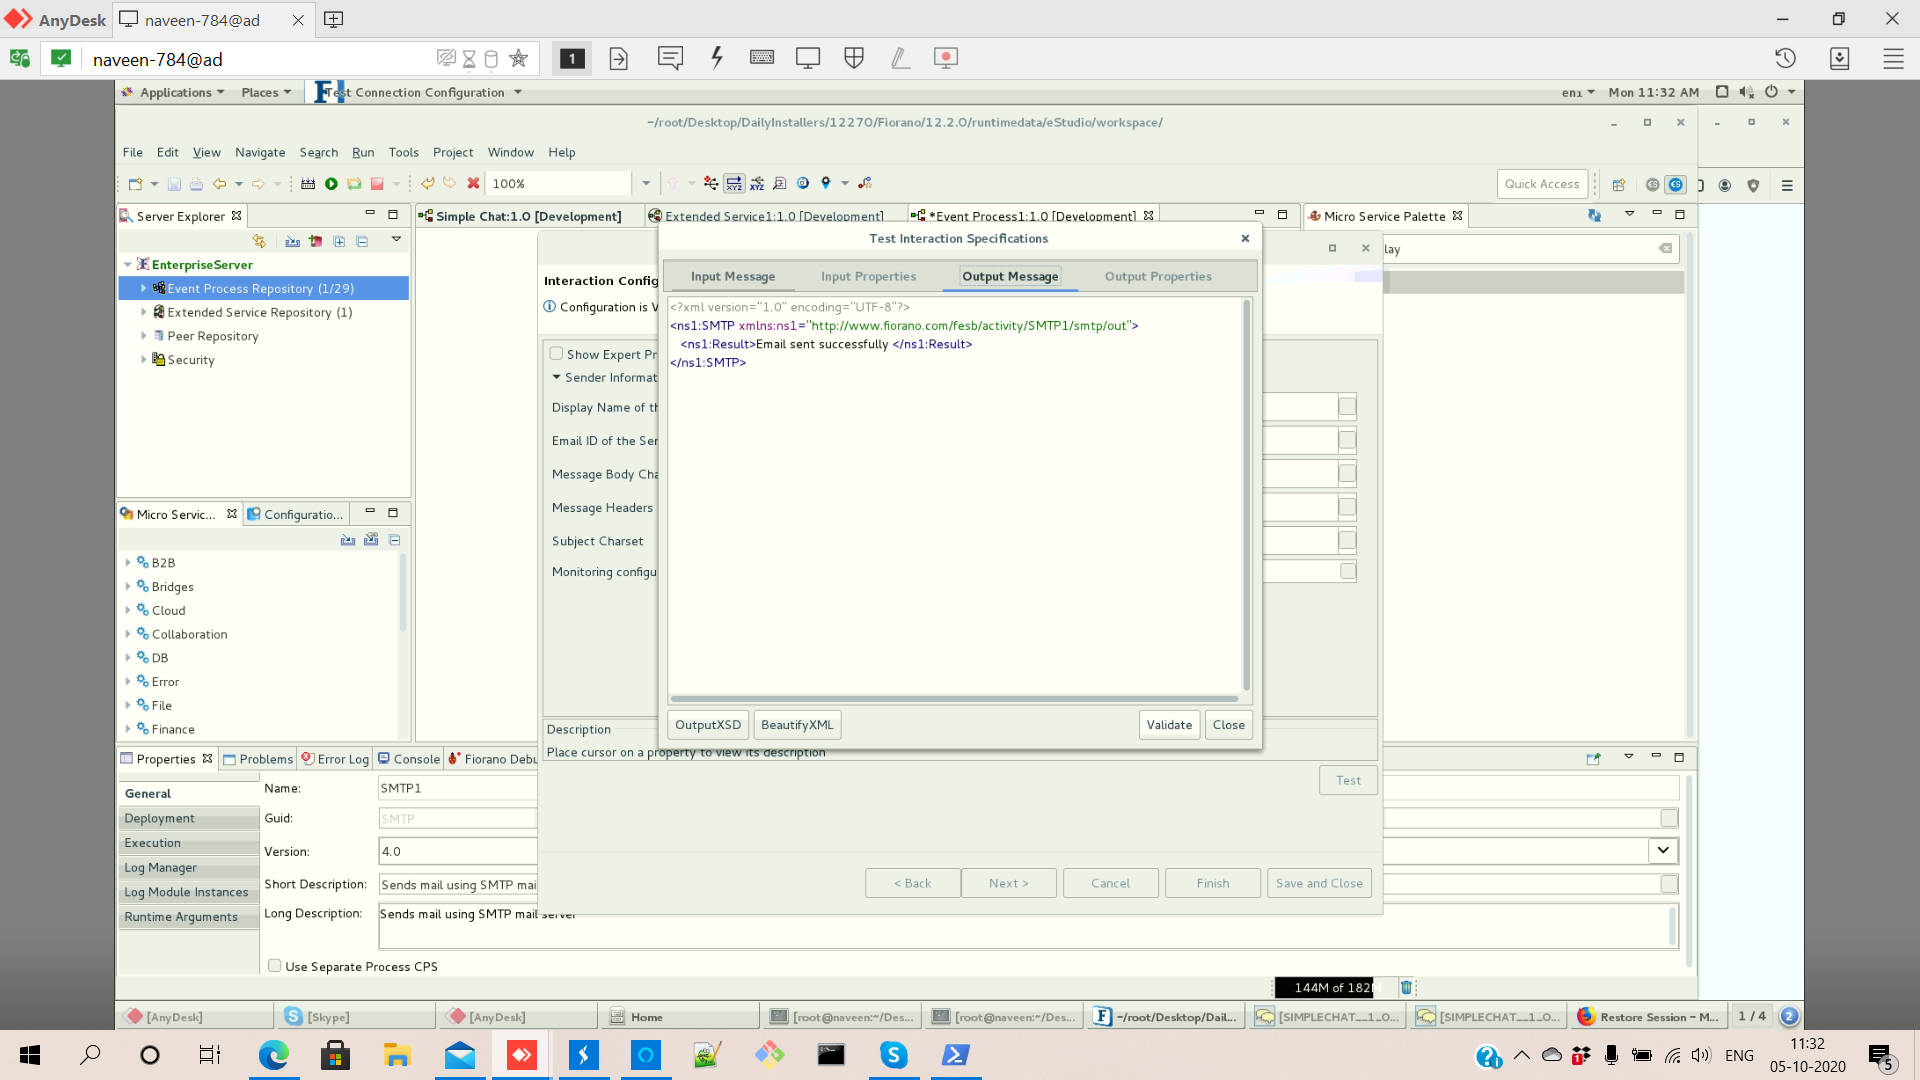 AnyDesk
naveen-784@ad
naveen-784@ad
1
Applications
Places
Test Connection Configuration
en1
Mon 11:32 AM
~/root/Desktop/DailyInstallers/12270/Fiorano/12.2.0/runtimedata/eStudio/workspace/
File Edit View Navigate Search Run Tools Project Window Help
100%
Quick Access
Server Explorer
Simple Chat:1.0 [Development]
Extended Service1:1.0 [Development]
*Event Process1:1.0 [Development]
Micro Service Palette
lay
EnterpriseServer
Event Process Repository (1/29)
Extended Service Repository (1)
Peer Repository
Security
Test Interaction Specifications
Input Message
Input Properties
Output Message
Output Properties
<?xml version="1.0" encoding="UTF-8"?>
<ns1:SMTP xmlns:ns1="http://www.fiorano.com/fesb/activity/SMTP1/smtp/out">
<ns1:Result>Email sent successfully </ns1:Result>
</ns1:SMTP>
OutputXSD
BeautifyXML
Validate
Close
Interaction Config
Configuration is V
Show Expert Pr
Sender Informat
Display Name of th
Email ID of the Ser
Message Body Cha
Message Headers
Subject Charset
Monitoring configu
Description
Place cursor on a property to view its description
Test
< Back
Next >
Cancel
Finish
Save and Close
Micro Servic...
Configuratio...
B2B
Bridges
Cloud
Collaboration
DB
Error
File
Finance
Properties
Problems
Error Log
Console
Fiorano Debu
General
Deployment
Execution
Log Manager
Log Module Instances
Runtime Arguments
Name:
SMTP1
Guid:
SMTP
Version:
4.0
Short Description:
Sends mail using SMTP mai
Long Description:
Sends mail using SMTP mail server
Use Separate Process CPS
144M of 182M
[AnyDesk]
[Skype]
[AnyDesk]
Home
[root@naveen:~/Des...
[root@naveen:~/Des...
~/root/Desktop/Dail...
[SIMPLECHAT__1_0...
[SIMPLECHAT__1_0...
Restore Session - M...
1 / 4
2
1
ENG
11:32
05-10-2020
5